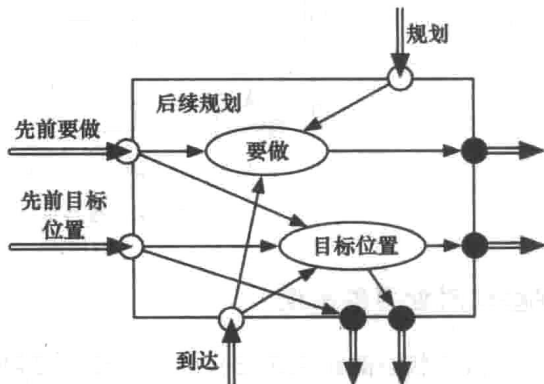 规划
后续规划
先前要做
要做
先前目标
位置
目标位置
到达